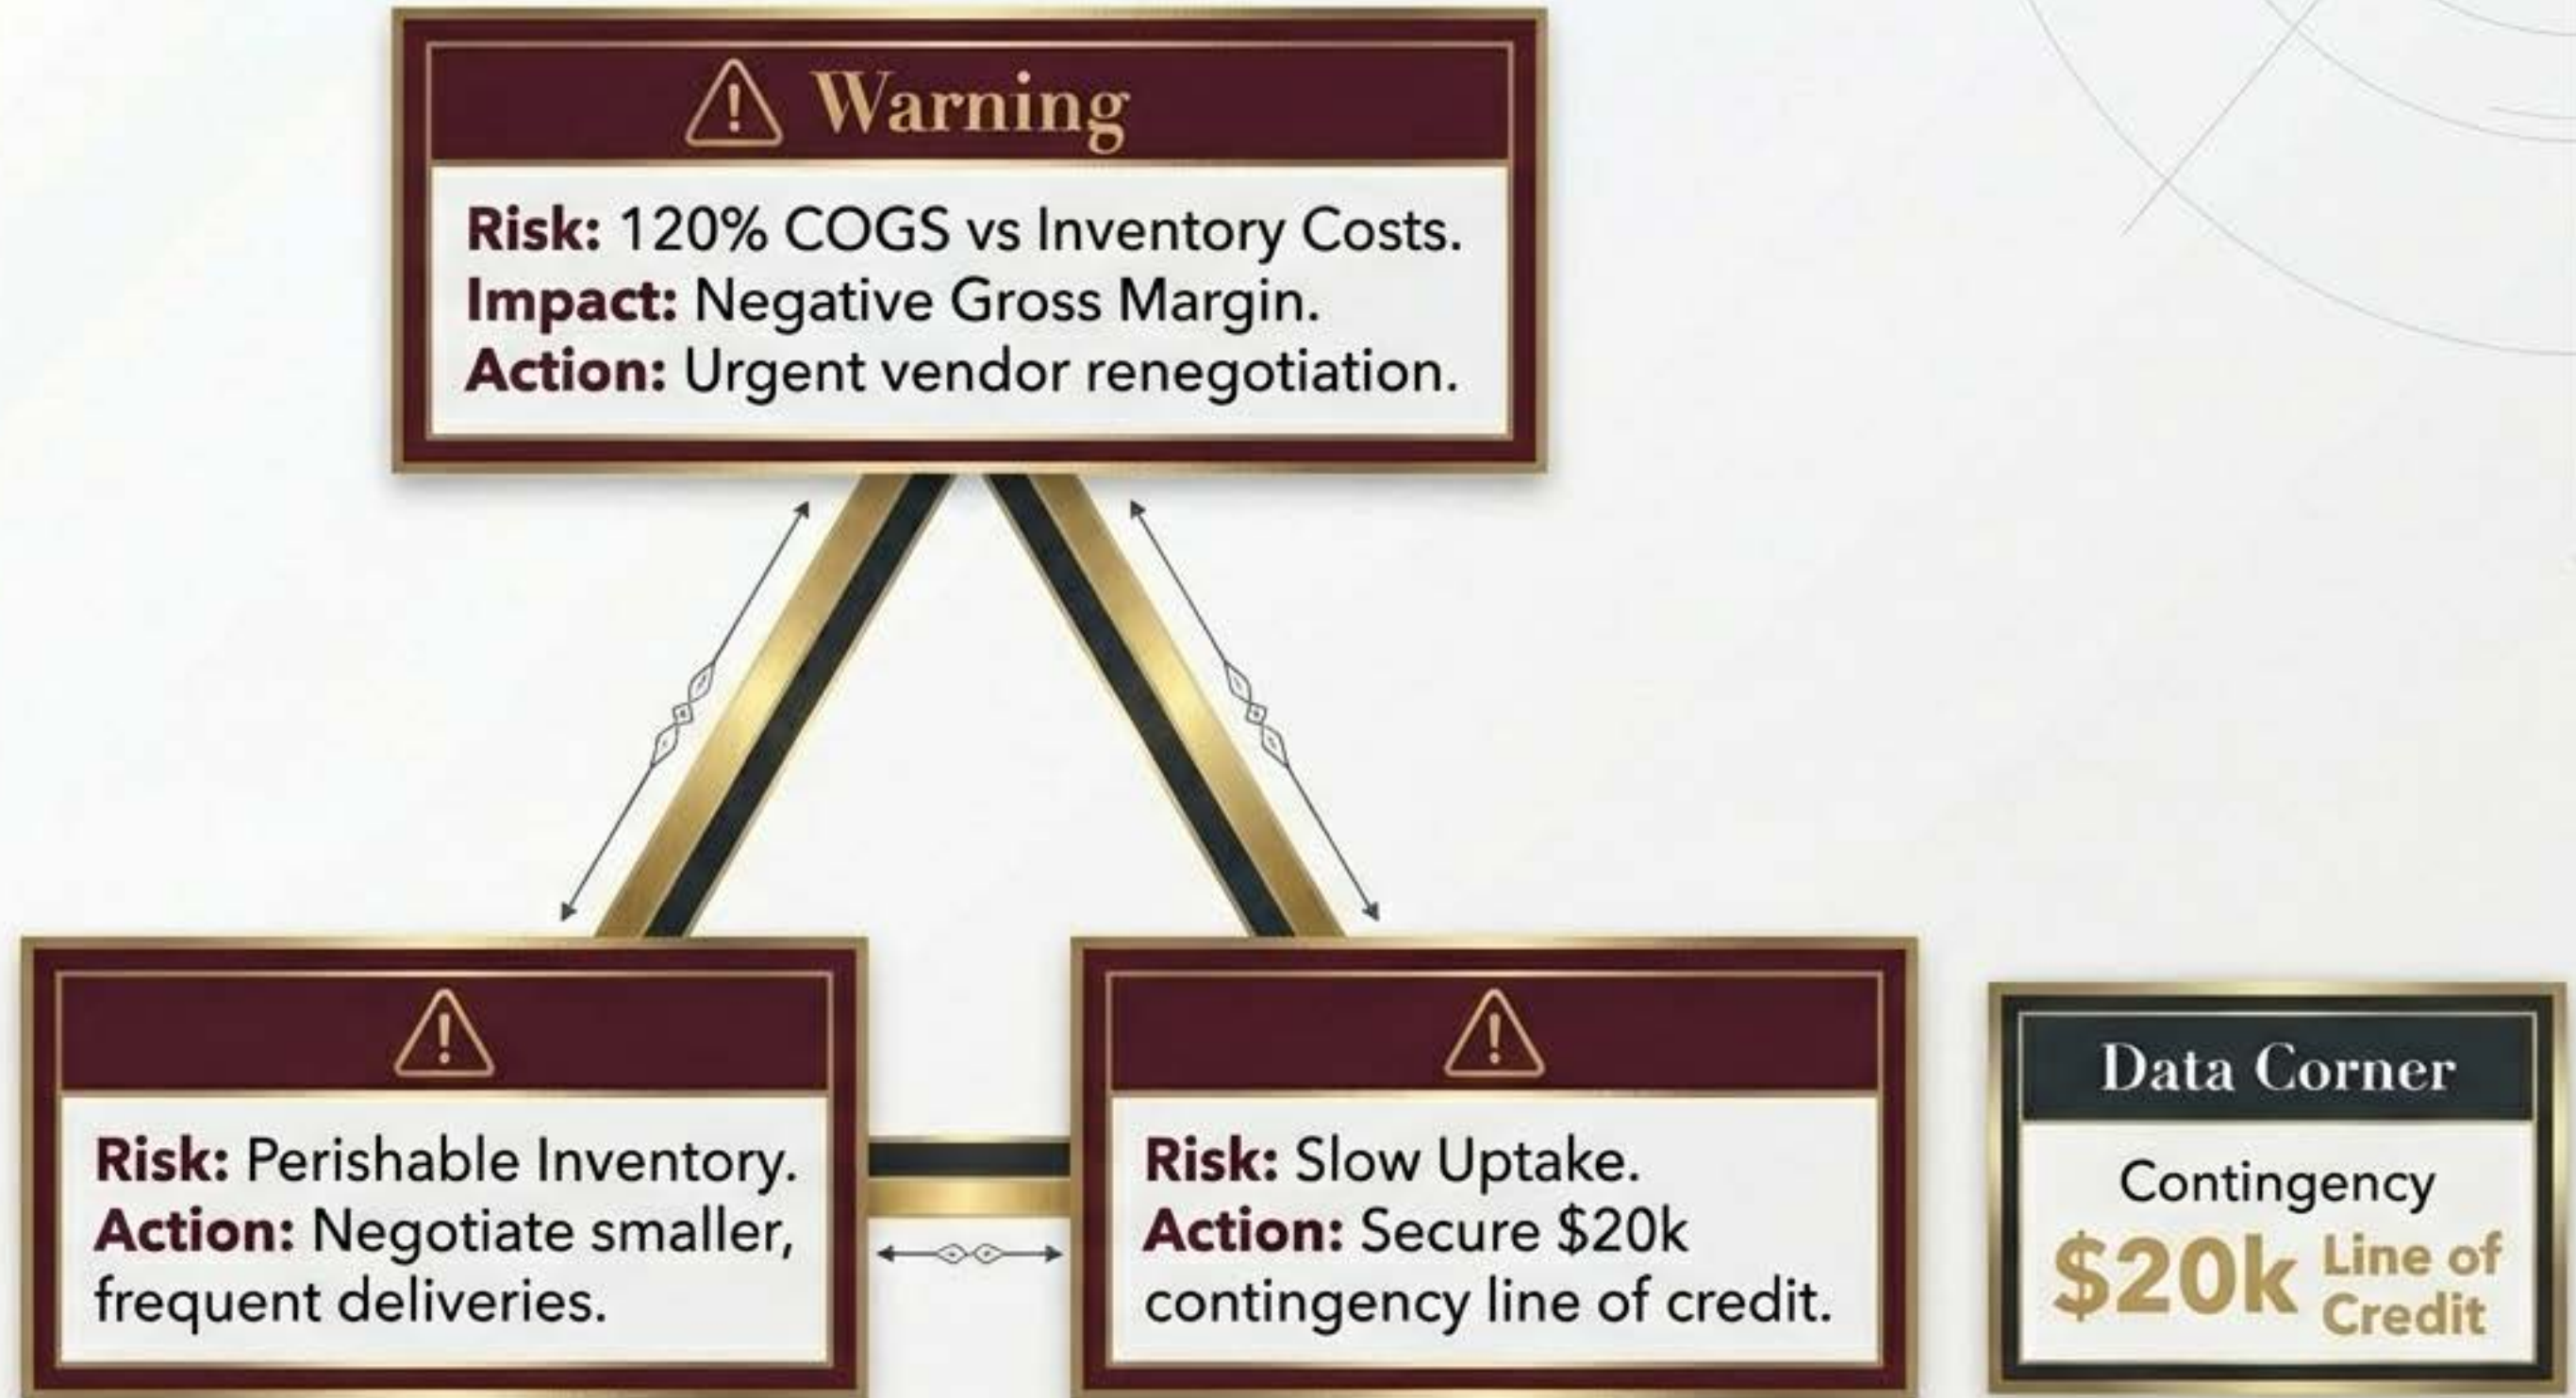 Warning
Risk: 120% COGS vs Inventory Costs.
Impact: Negative Gross Margin.
Action: Urgent vendor renegotiation.
Risk: Perishable Inventory.
Action: Negotiate smaller,
frequent deliveries.
Risk: Slow Uptake.
Action: Secure $20k
contingency line of credit.
Data Corner
Contingency
$20k Line of
Credit